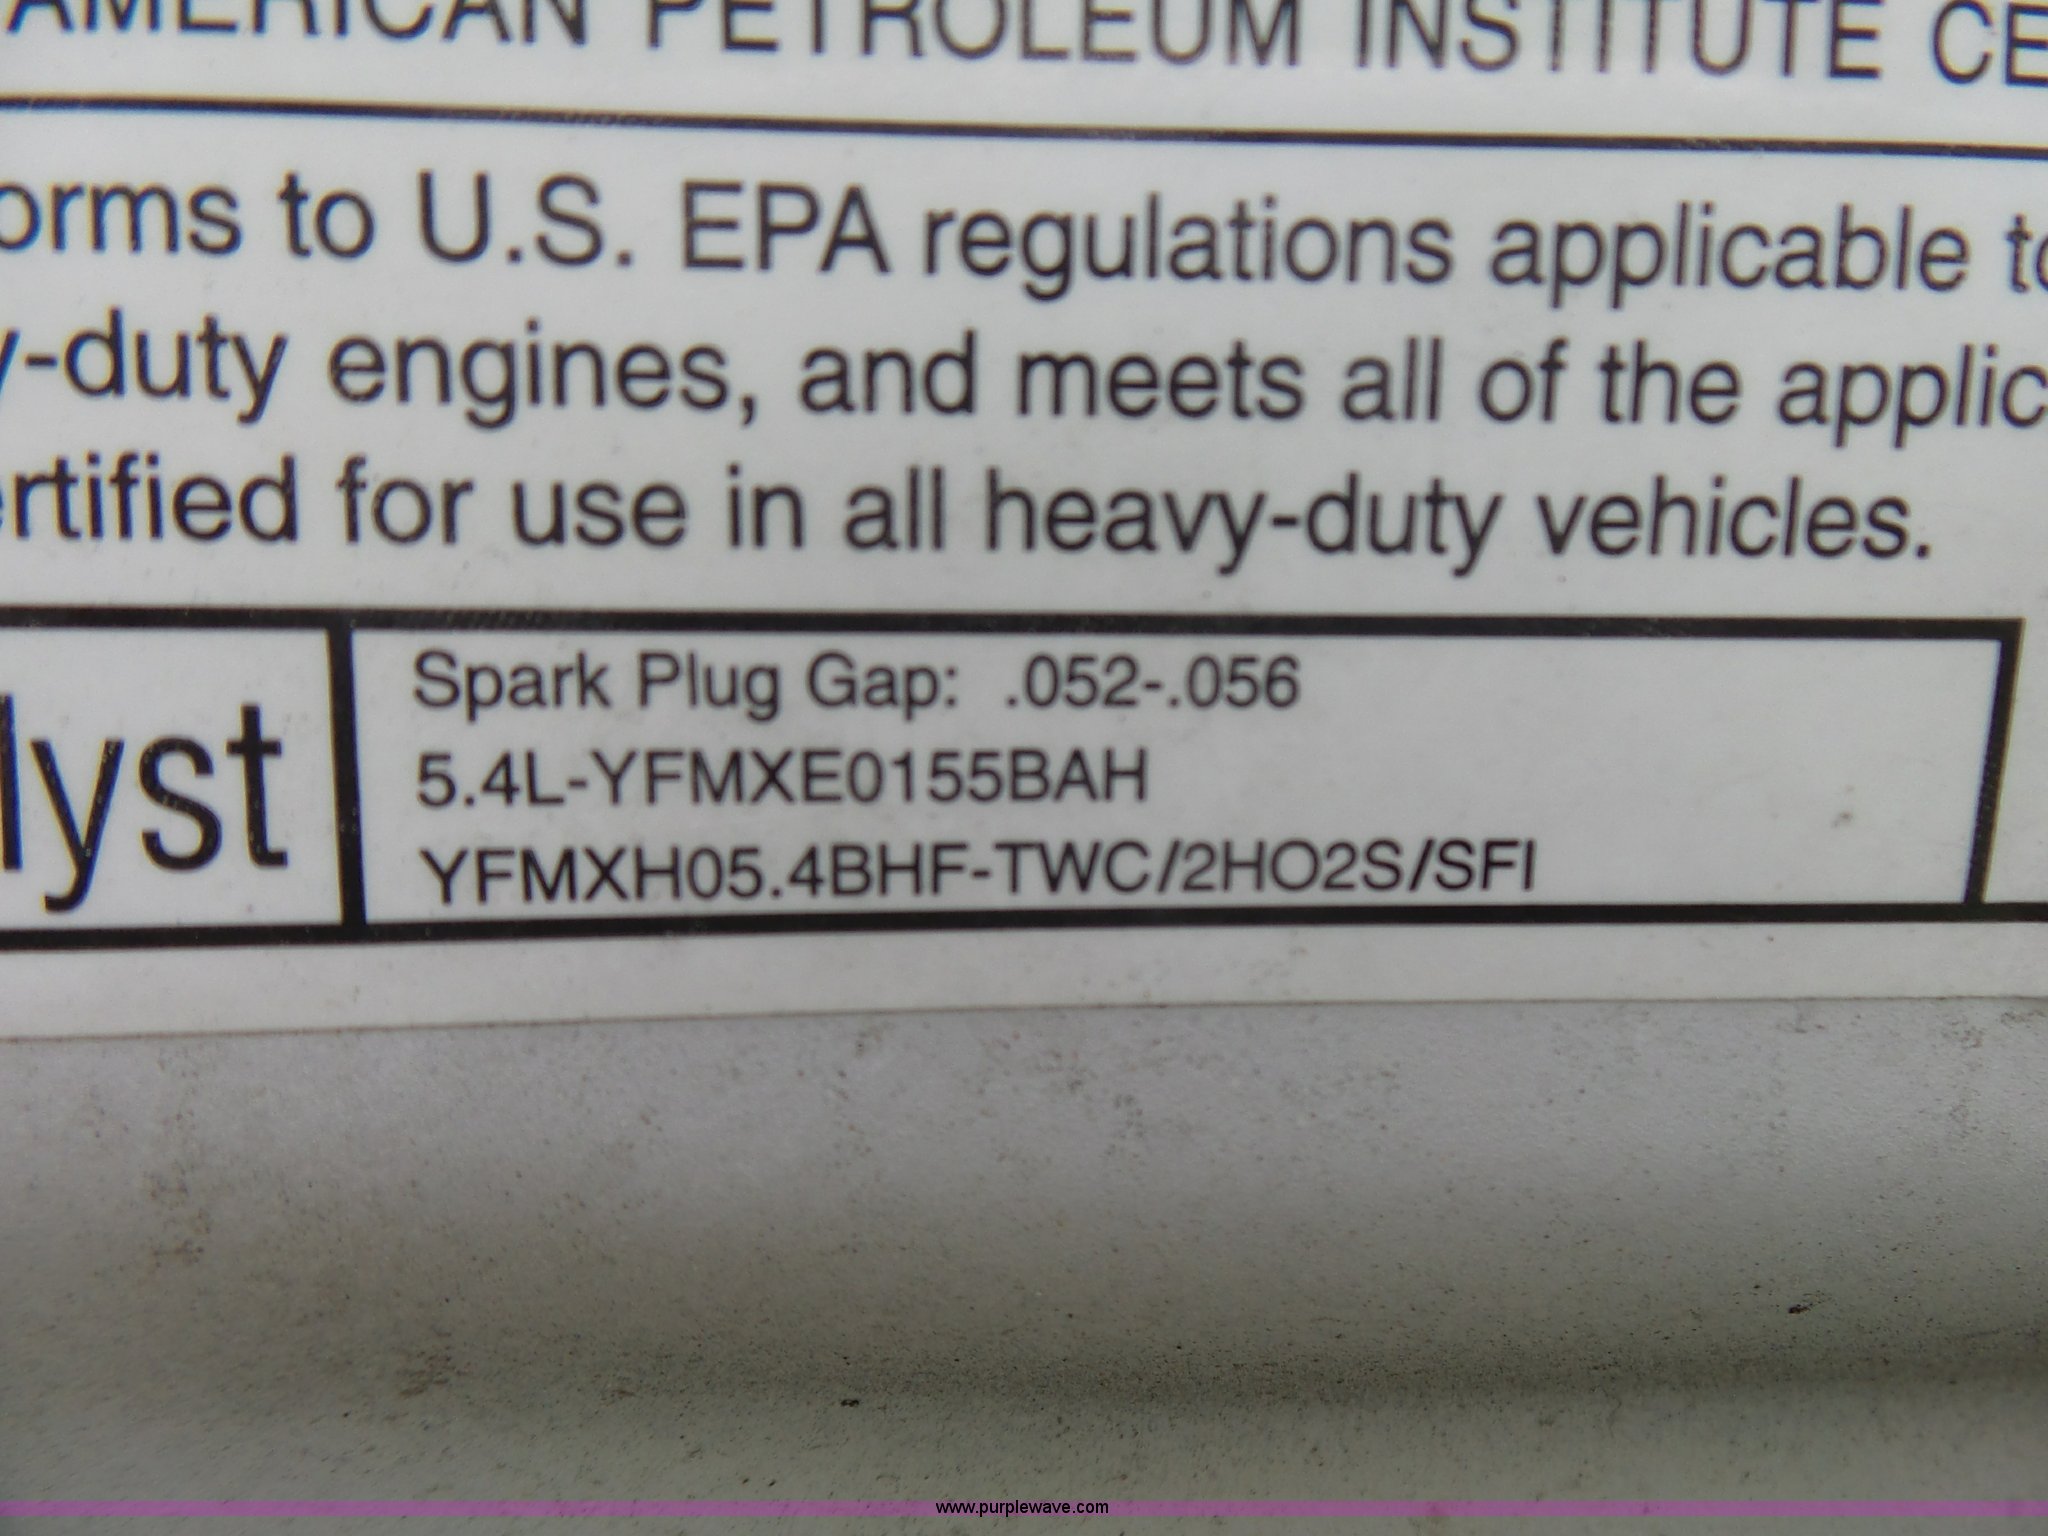 AMERICAN PETROLEUM INSTITUTE CE
orms to U.S. EPA regulations applicable to
y-duty engines, and meets all of the applic
ertified for use in all heavy-duty vehicles.
lyst
Spark Plug Gap: .052-.056
5.4L-YFMXE0155BAH
YFMXH05.4BHF-TWC/2HO2S/SFI
www.purplewave.com